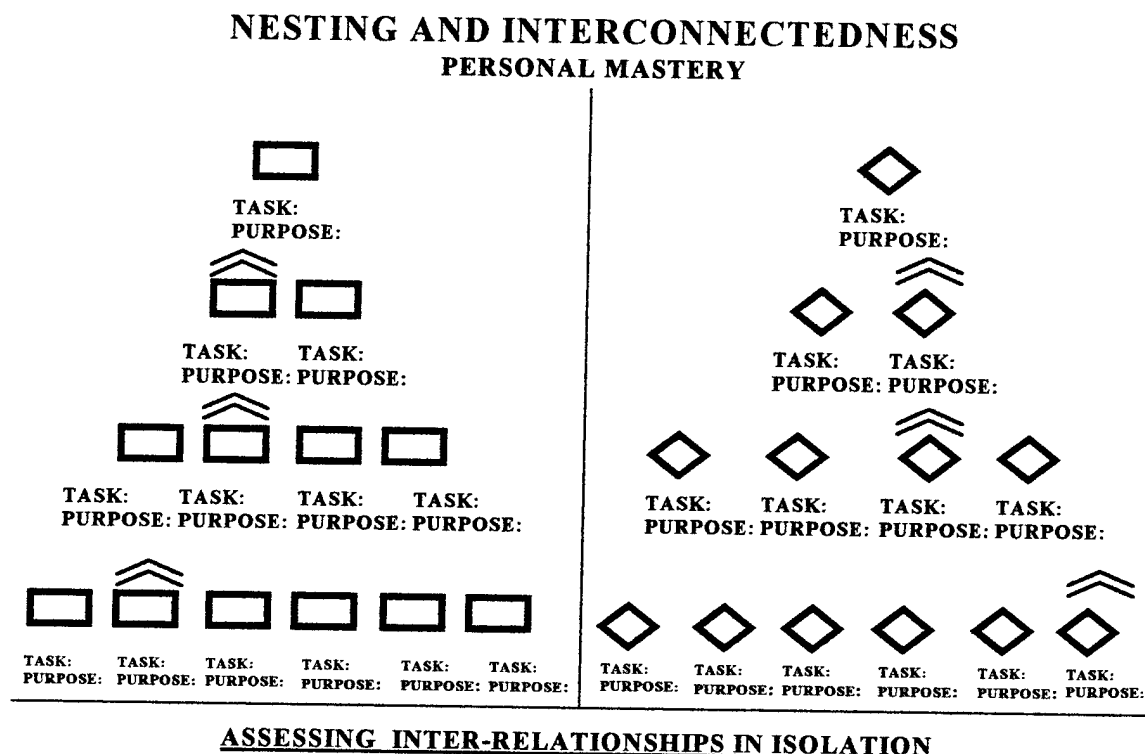 NESTING AND INTERCONNECTEDNESS
PERSONAL MASTERY
TASK:
PURPOSE:
TASK: TASK:
PURPOSE: PURPOSE:
TASK: TASK: TASK: TASK:
PURPOSE: PURPOSE: PURPOSE: PURPOSE:
TASK: TASK: TASK: TASK: TASK: TASK:
PURPOSE: PURPOSE: PURPOSE: PURPOSE: PURPOSE: PURPOSE:
TASK:
PURPOSE:
TASK: TASK:
PURPOSE: PURPOSE:
TASK: TASK: TASK: TASK:
PURPOSE: PURPOSE: PURPOSE: PURPOSE:
TASK: TASK: TASK: TASK: TASK: TASK:
PURPOSE: PURPOSE: PURPOSE: PURPOSE: PURPOSE: PURPOSE:
ASSESSING INTER-RELATIONSHIPS IN ISOLATION